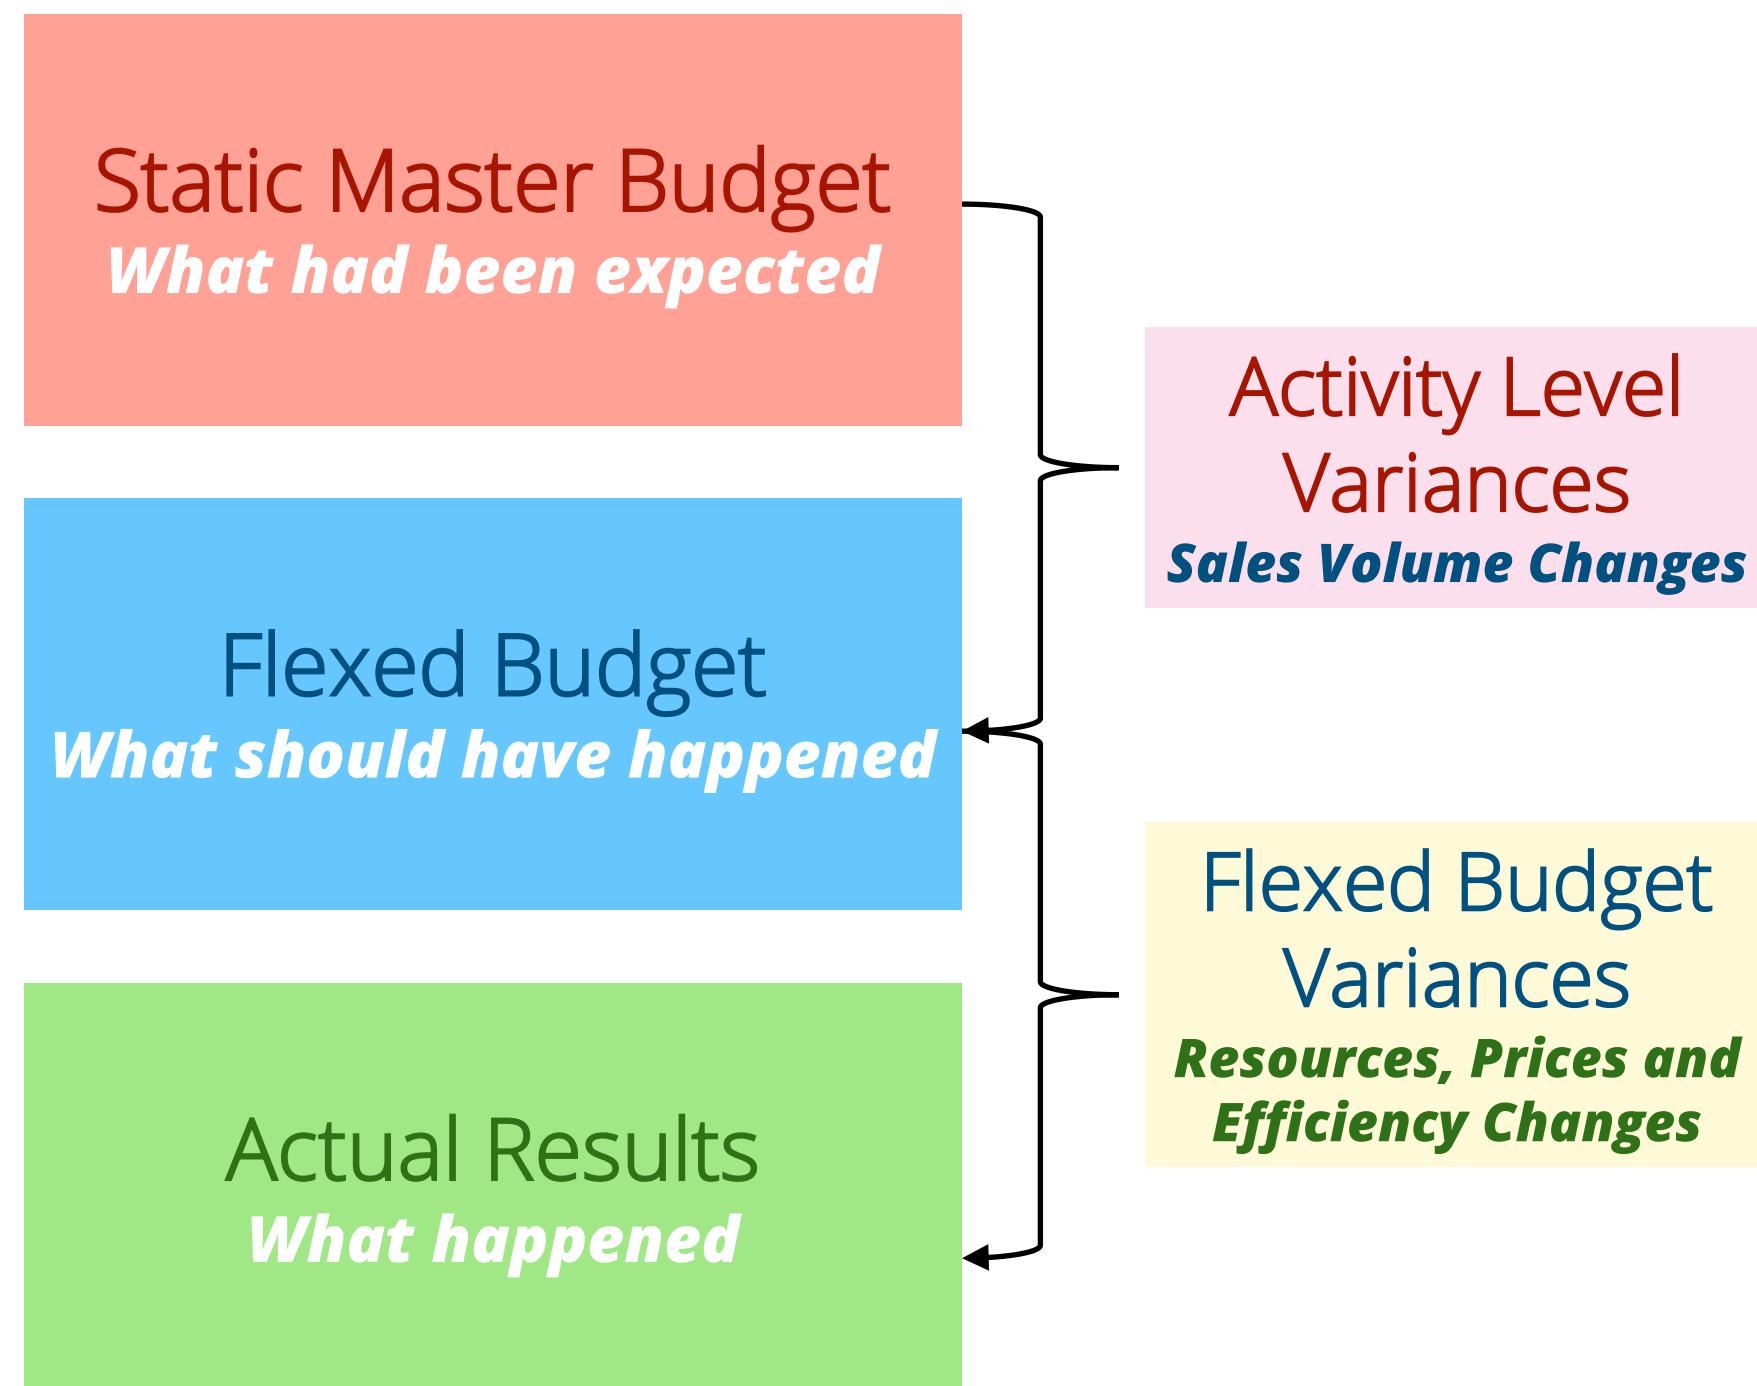 Static Master Budget
What had been expected
Activity Level
Variances
Sales Volume Changes
Flexed Budget
What should have happened
Flexed Budget
Variances
Resources, Prices and
Efficiency Changes
Actual Results
What happened